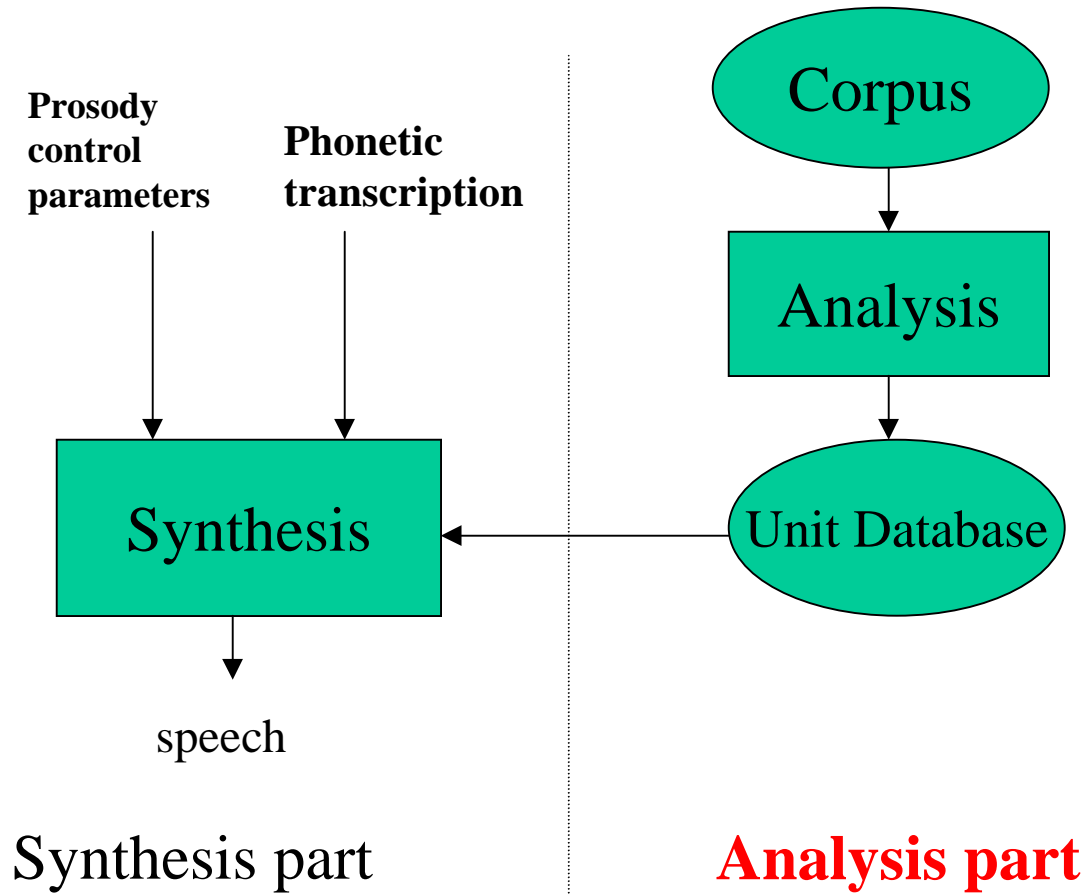 Prosody
control
parameters
Phonetic
transcription
Corpus
Analysis
Synthesis
Unit Database
speech
Synthesis part
Analysis part